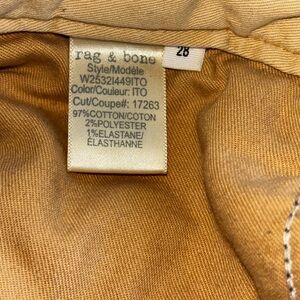 rag & bone
Style/Modèle
W2532I449ITO
Color/Couleur: ITO
Cut/Coupe#: 17263
97%COTTON/COTON
2%POLYESTER
1%ELASTANE/
ÉLASTHANNE
28